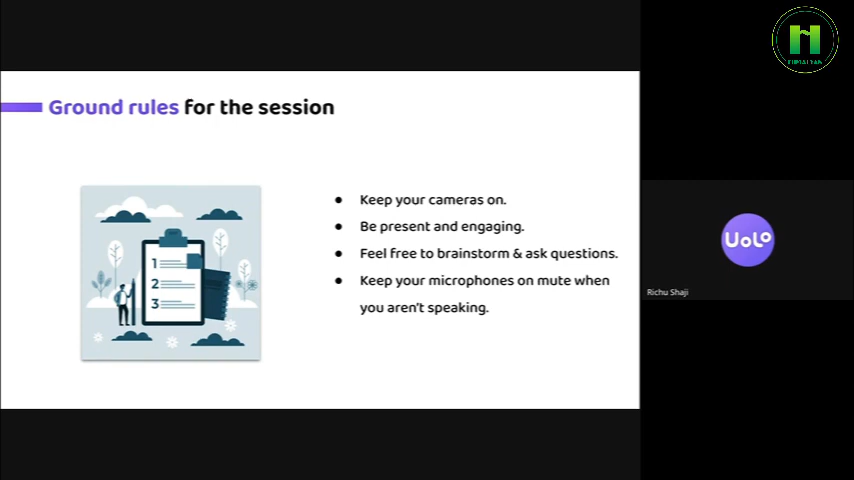 Ground rules for the session
● Keep your cameras on.
● Be present and engaging.
● Feel free to brainstorm & ask questions.
● Keep your microphones on mute when
you aren't speaking.
1
2
3
UoLo
Richu Shaji